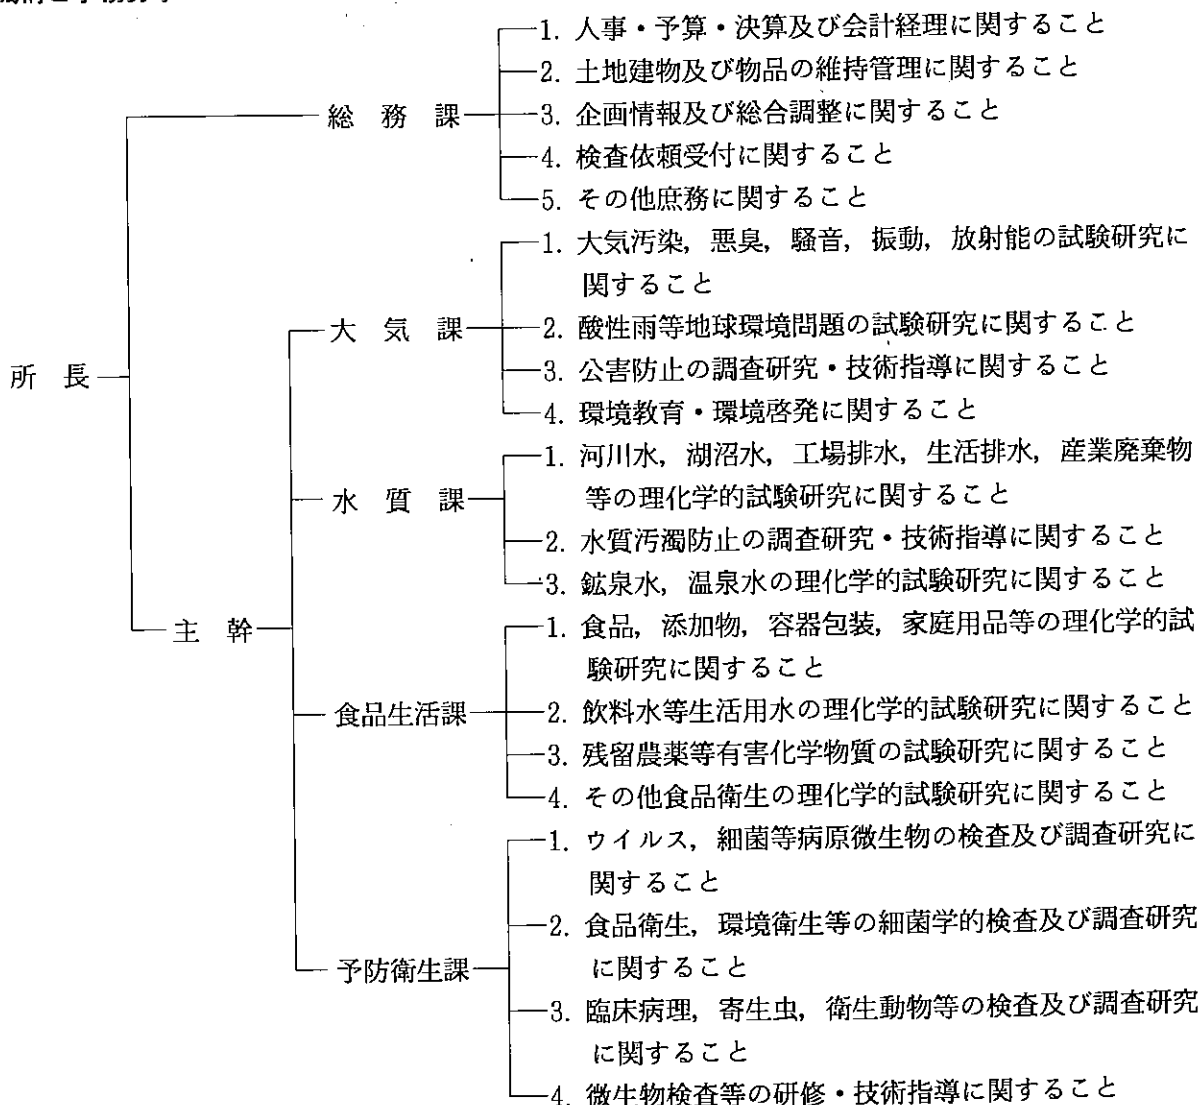 1. 人事・予算・決算及び会計経理に関すること
2. 土地建物及び物品の維持管理に関すること
総務課
3. 企画情報及び総合調整に関すること
4. 検査依頼受付に関すること
5. その他庶務に関すること
1. 大気汚染, 悪臭, 騒音, 振動, 放射能の試験研究に
関すること
大気課
2. 酸性雨等地球環境問題の試験研究に関すること
所長
3. 公害防止の調査研究・技術指導に関すること
4. 環境教育・環境啓発に関すること
1. 河川水, 湖沼水, 工場排水, 生活排水, 産業廃棄物
等の理化学的試験研究に関すること
水質課
2. 水質汚濁防止の調査研究・技術指導に関すること
3. 鉱泉水, 温泉水の理化学的試験研究に関すること
主幹
1. 食品, 添加物, 容器包装, 家庭用品等の理化学的試
験研究に関すること
食品生活課
2. 飲料水等生活用水の理化学的試験研究に関すること
3. 残留農薬等有害化学物質の試験研究に関すること
4. その他食品衛生の理化学的試験研究に関すること
1. ウイルス, 細菌等病原微生物の検査及び調査研究に
関すること
2. 食品衛生, 環境衛生等の細菌学的検査及び調査研究
に関すること
予防衛生課
3. 臨床病理, 寄生虫, 衛生動物等の検査及び調査研究
に関すること
4. 微生物検査等の研修・技術指導に関すること